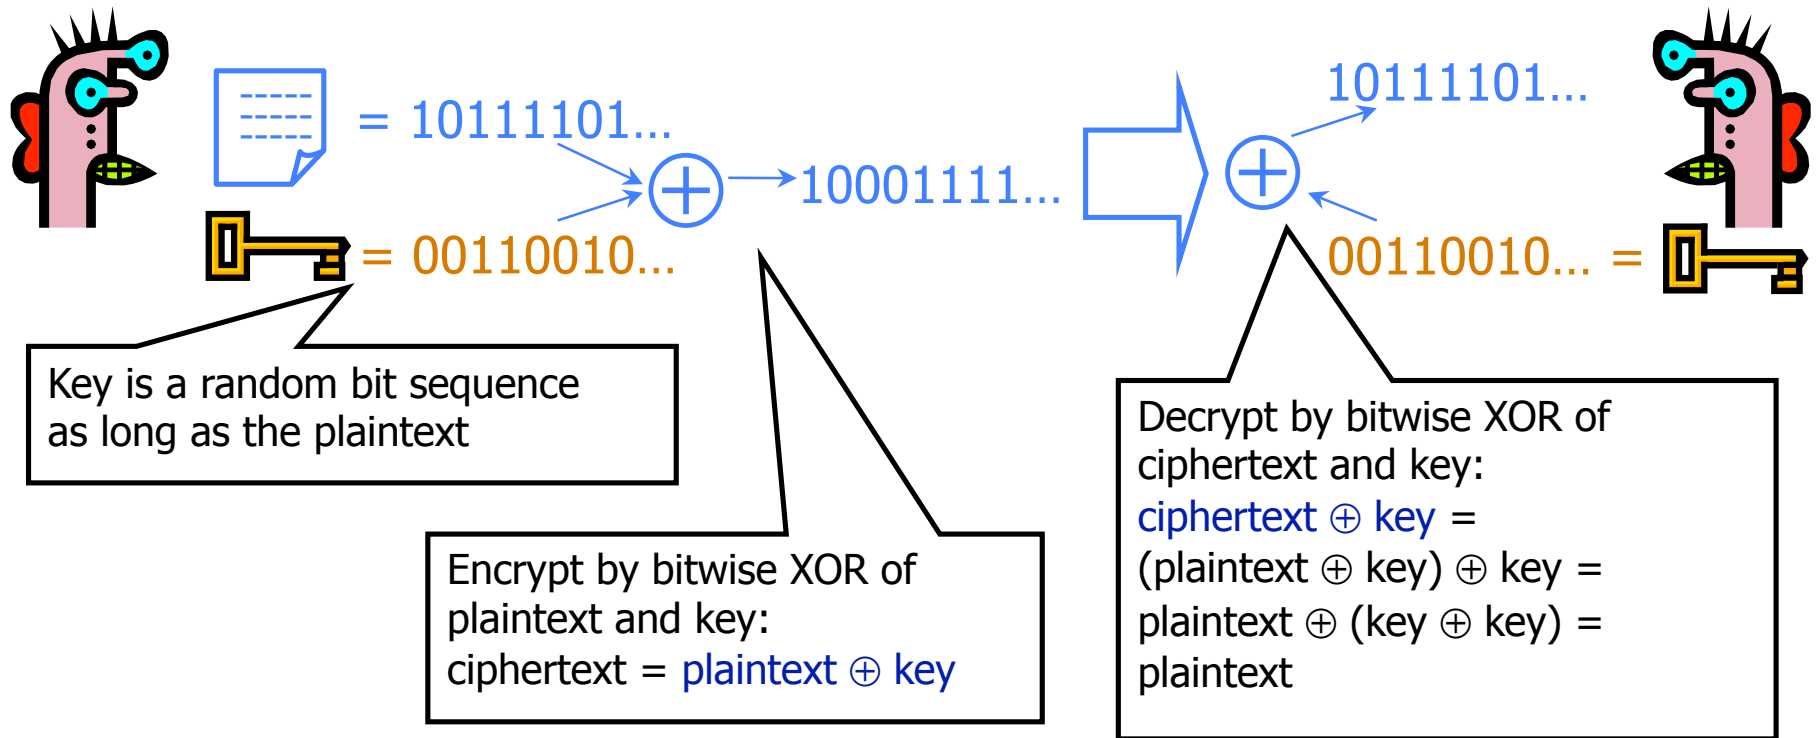 = 10111101...
= 00110010...
10001111...
10111101...
00110010... =
Key is a random bit sequence
as long as the plaintext
Encrypt by bitwise XOR of
plaintext and key:
ciphertext = plaintext ⊕ key
Decrypt by bitwise XOR of
ciphertext and key:
ciphertext ⊕ key =
(plaintext ⊕ key) ⊕ key =
plaintext ⊕ (key ⊕ key) =
plaintext